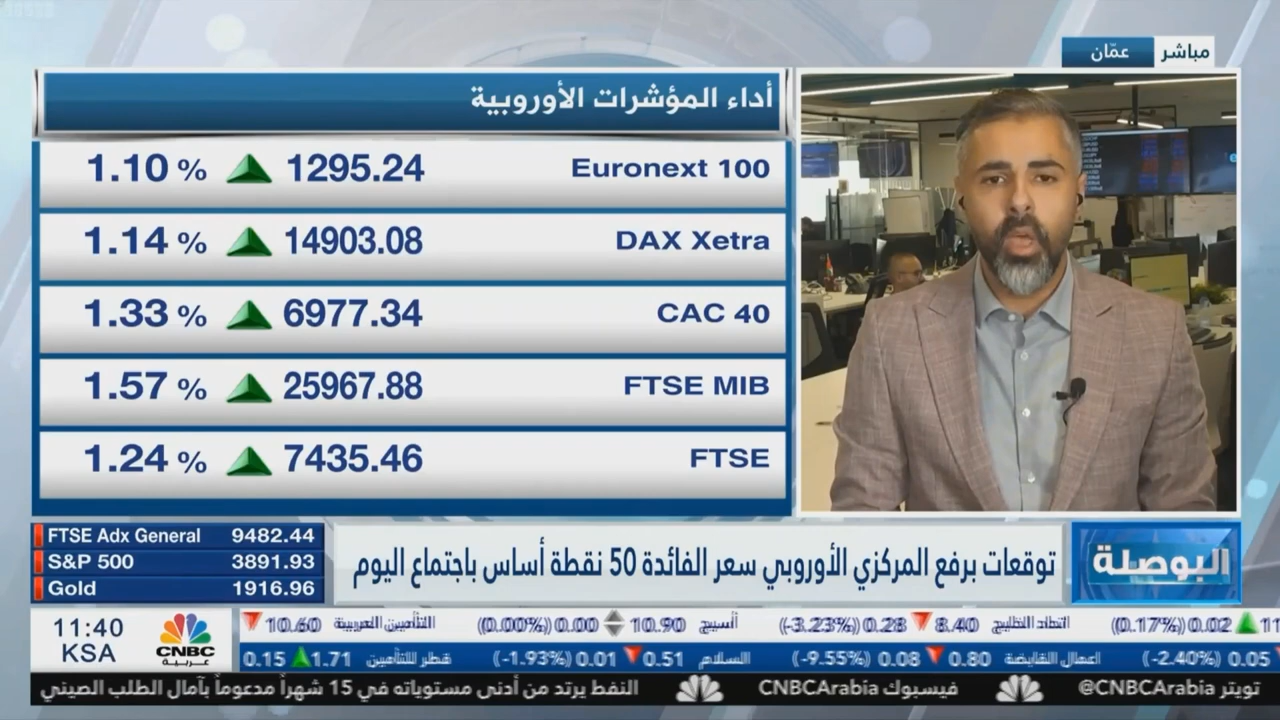 مباشر عمّان
أداء المؤشرات الأوروبية
Euronext 100 1295.24 1.10 %
DAX Xetra 14903.08 1.14 %
CAC 40 6977.34 1.33 %
FTSE MIB 25967.88 1.57 %
FTSE 7435.46 1.24 %
البوصلة
توقعات برفع المركزي الأوروبي سعر الفائدة 50 نقطة أساس باجتماع اليوم
FTSE Adx General 9482.44
S&P 500 3891.93
Gold 1916.96
11:40
KSA
CNBC
عربية
11 0.02 (0.17%) اتحاد الخليج 8.40 0.28 (-3.23%) أسيج 10.90 0.00 (0.00%) التأمين العربية 10.60
0.05 (-2.40%) اعمال القابضة 0.80 0.08 (-9.55%) السلام 0.51 0.01 (-1.93%) قطر للتأمين 1.71 0.15
تويتر @CNBCArabia فيسبوك CNBCArabia النفط يرتد من أدنى مستوياته في 15 شهراً مدعوماً بآمال الطلب الصيني